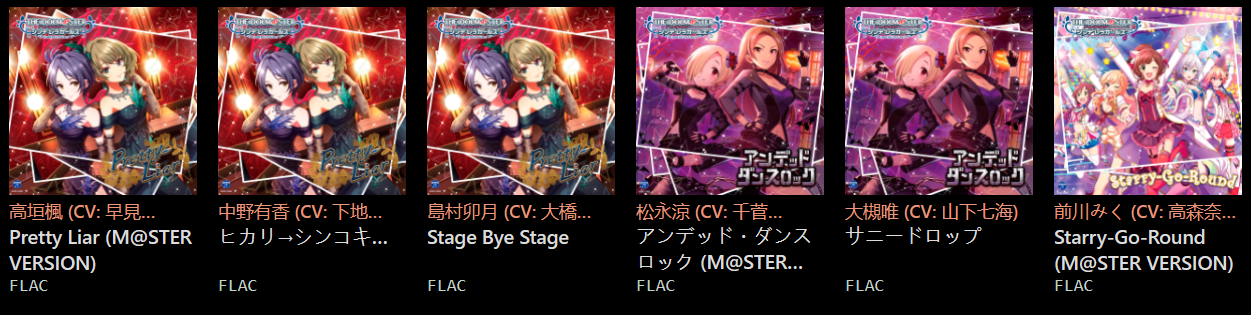 THE IDOLM@STER
シンデレラガールズ
Pretty Liar
高垣楓 (CV: 早見...
Pretty Liar (M@STER
VERSION)
FLAC
THE IDOLM@STER
シンデレラガールズ
Pretty Liar
中野有香 (CV: 下地...
ヒカリ→シンコキ...
FLAC
THE IDOLM@STER
シンデレラガールズ
Pretty Liar
島村卯月 (CV: 大橋...
Stage Bye Stage
FLAC
THE IDOLM@STER
シンデレラガールズ
アンデッド
ダンスロック
松永涼 (CV: 千菅...
アンデッド・ダンス
ロック (M@STER...
FLAC
THE IDOLM@STER
シンデレラガールズ
アンデッド
ダンスロック
大槻唯 (CV: 山下七海)
サニードロップ
FLAC
THE IDOLM@STER
シンデレラガールズ
Starry-Go-Round
前川みく (CV: 高森奈...
Starry-Go-Round
(M@STER VERSION)
FLAC